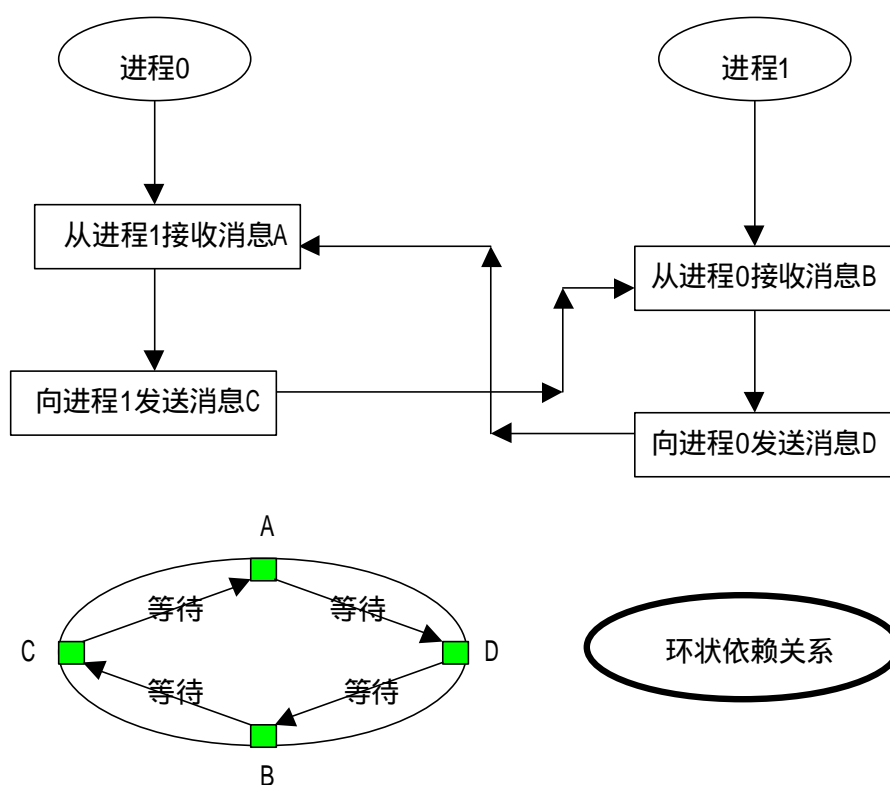 进程0
进程1
从进程1接收消息A
从进程0接收消息B
向进程1发送消息C
向进程0发送消息D
A
等待
等待
C
D
环状依赖关系
等待
等待
B